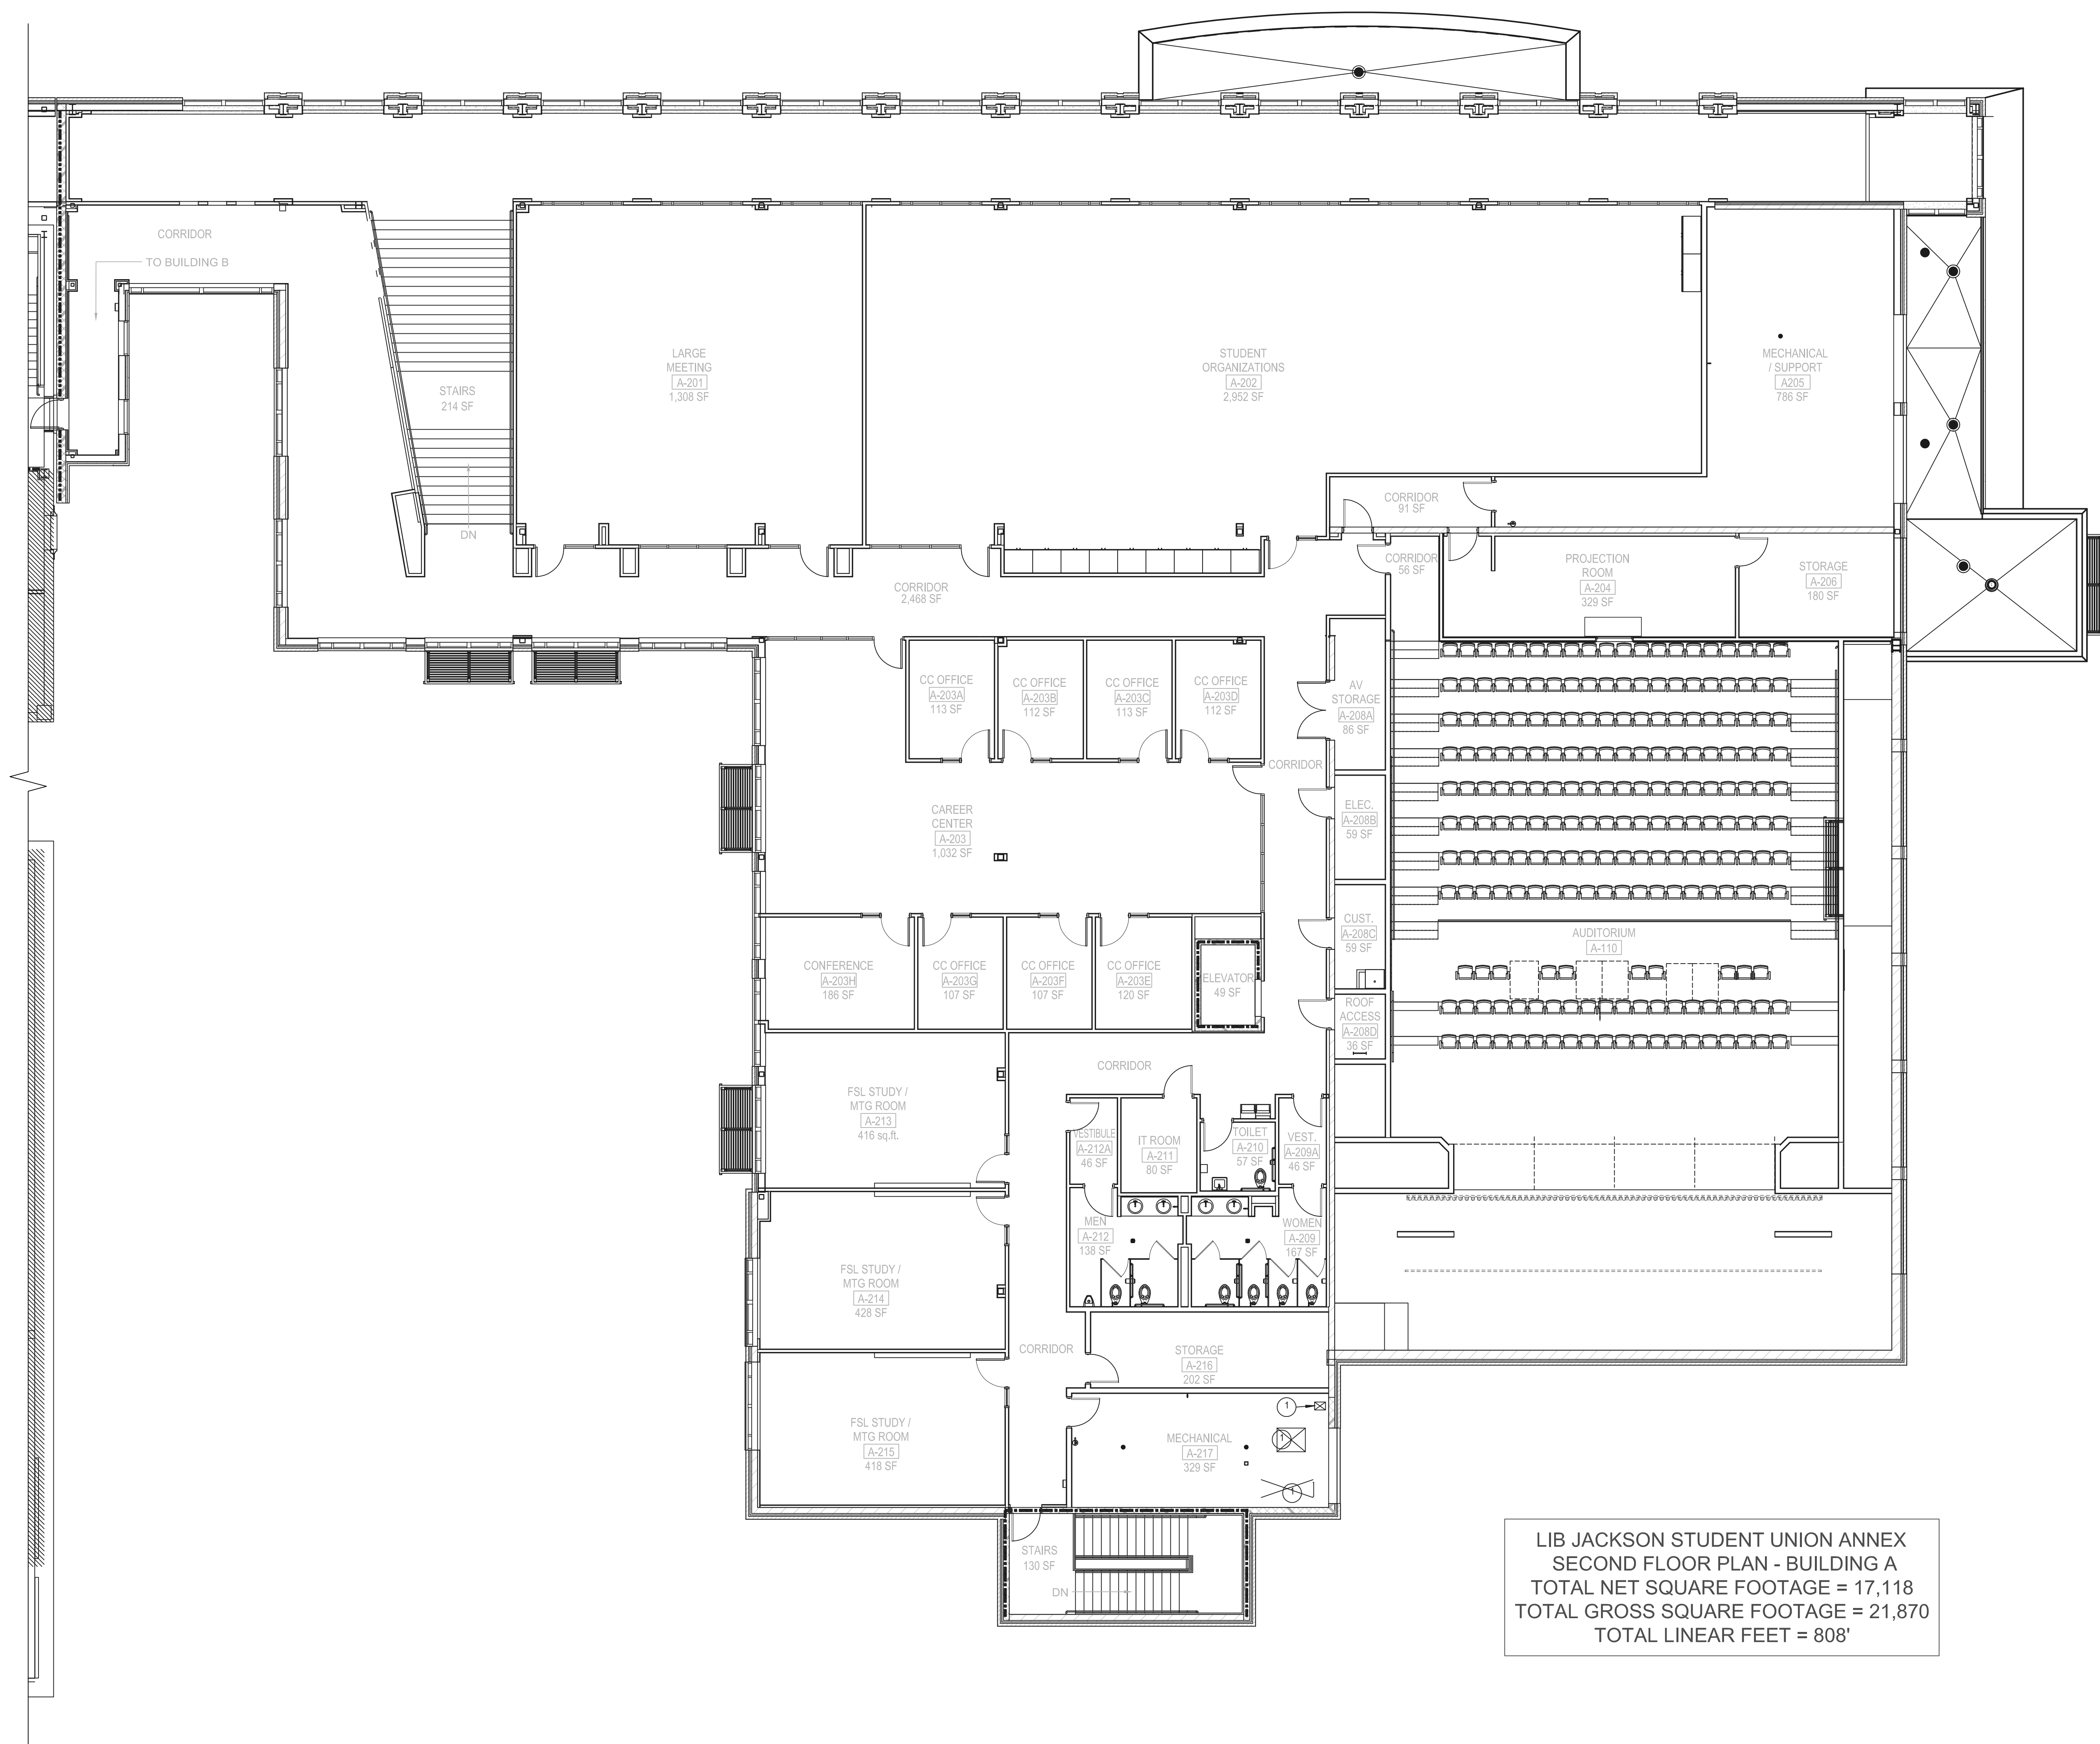 CORRIDOR
TO BUILDING B
STAIRS
214 SF
DN
LARGE
MEETING
A-201
1,308 SF
STUDENT
ORGANIZATIONS
A-202
2,952 SF
MECHANICAL
/ SUPPORT
A205
786 SF
CORRIDOR
91 SF
CORRIDOR
56 SF
PROJECTION
ROOM
A-204
329 SF
STORAGE
A-206
180 SF
CORRIDOR
2,468 SF
CC OFFICE
A-203A
113 SF
CC OFFICE
A-203B
112 SF
CC OFFICE
A-203C
113 SF
CC OFFICE
A-203D
112 SF
AV
STORAGE
A-208A
86 SF
CORRIDOR
CAREER
CENTER
A-203
1,032 SF
ELEC.
A-208B
59 SF
CUST.
A-208C
59 SF
AUDITORIUM
A-110
CONFERENCE
A-203H
186 SF
CC OFFICE
A-203G
107 SF
CC OFFICE
A-203F
107 SF
CC OFFICE
A-203E
120 SF
ELEVATOR
49 SF
ROOF
ACCESS
A-208D
36 SF
CORRIDOR
FSL STUDY /
MTG ROOM
A-213
416 sq.ft.
VESTIBULE
A-212A
46 SF
IT ROOM
A-211
80 SF
TOILET
A-210
57 SF
VEST.
A-209A
46 SF
MEN
A-212
138 SF
WOMEN
A-209
167 SF
FSL STUDY /
MTG ROOM
A-214
428 SF
CORRIDOR
STORAGE
A-216
202 SF
FSL STUDY /
MTG ROOM
A-215
418 SF
MECHANICAL
A-217
329 SF
1
1
1
STAIRS
130 SF
DN
LIB JACKSON STUDENT UNION ANNEX
SECOND FLOOR PLAN - BUILDING A
TOTAL NET SQUARE FOOTAGE = 17,118
TOTAL GROSS SQUARE FOOTAGE = 21,870
TOTAL LINEAR FEET = 808'